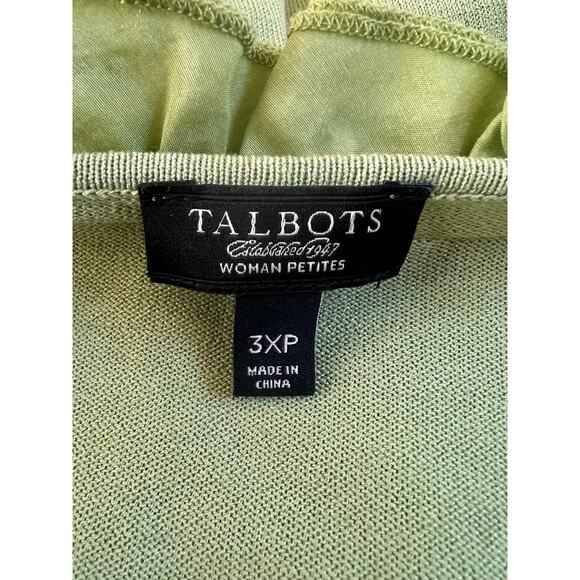 TALBOTS
Established 1947
WOMAN PETITES
3XP
MADE IN
CHINA